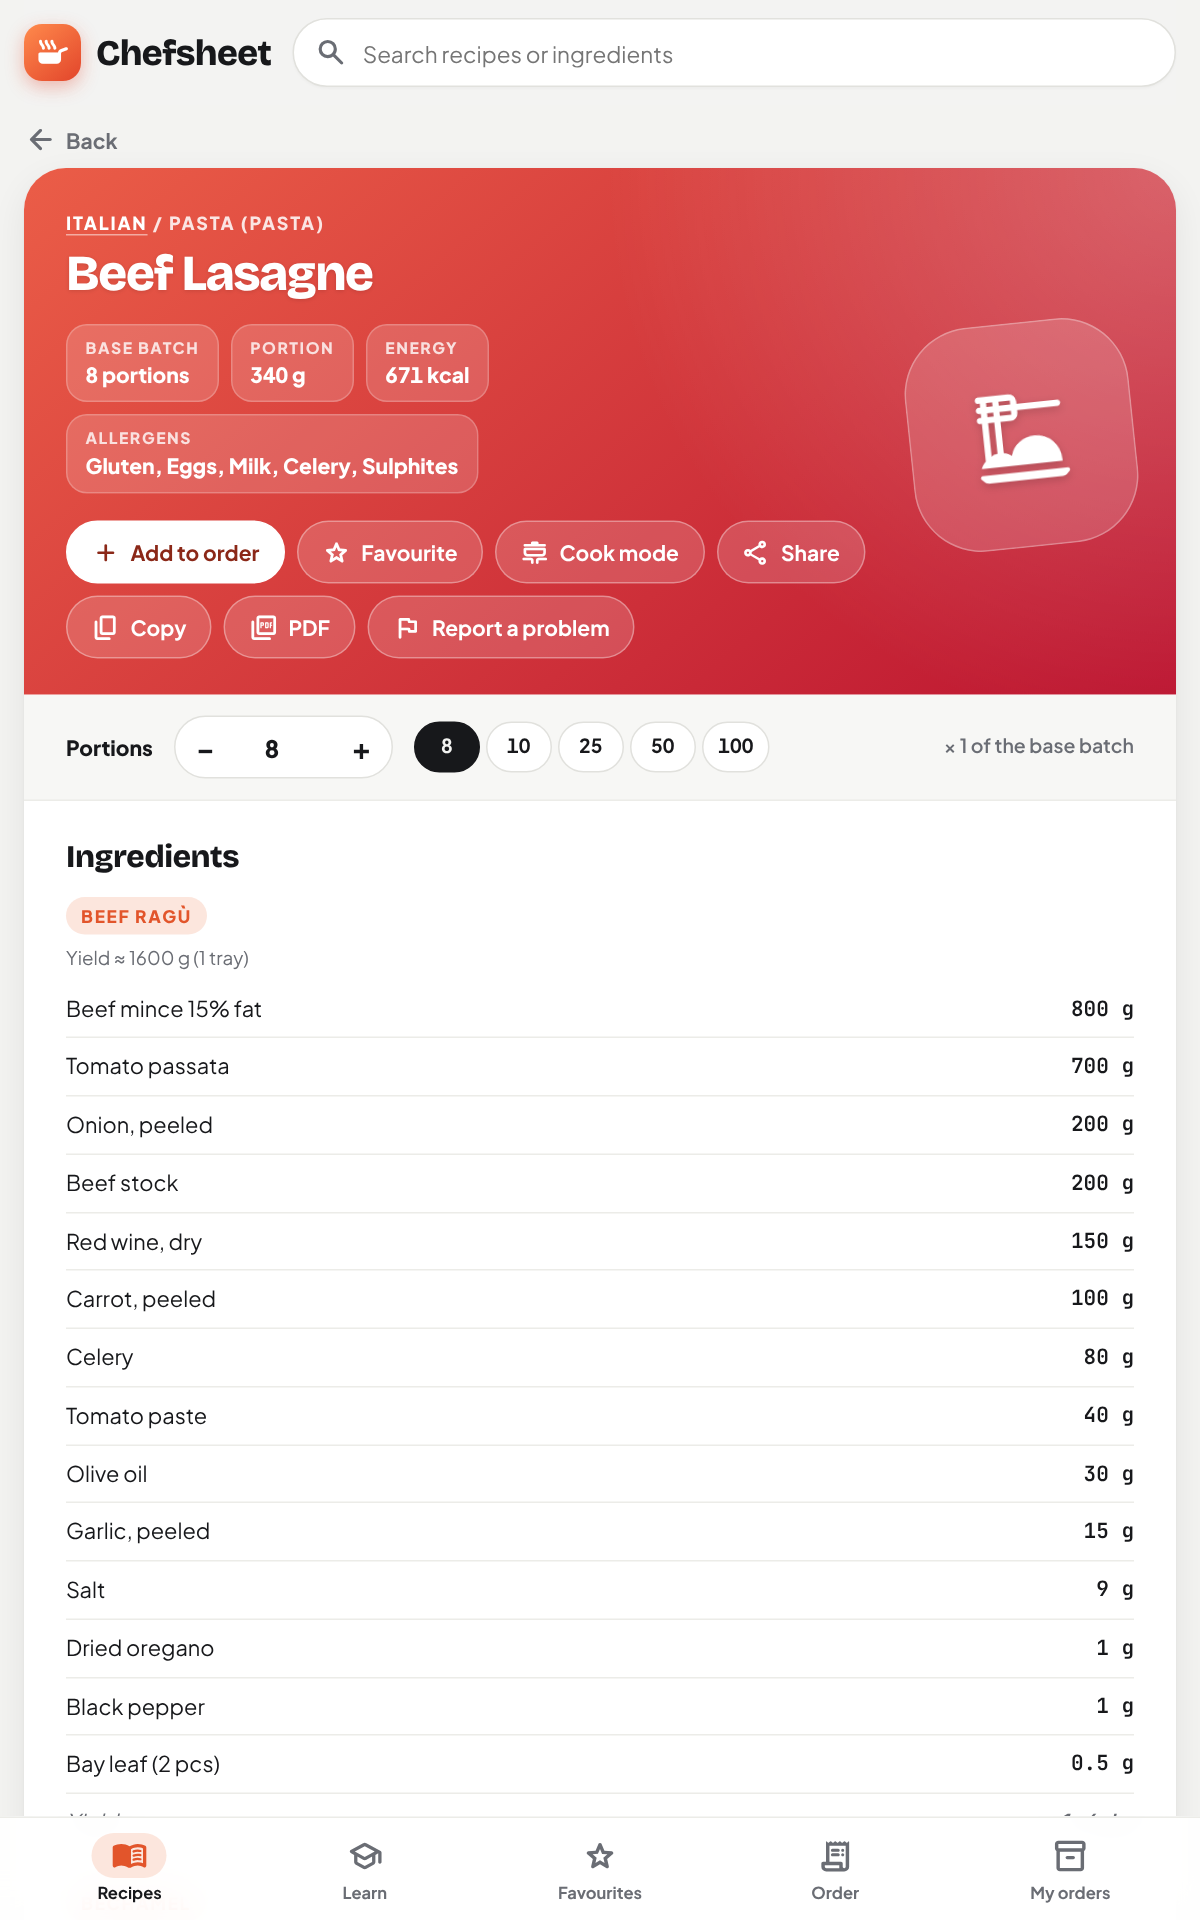 Chefsheet
Search recipes or ingredients
Back
ITALIAN / PASTA (PASTA)
Beef Lasagne
BASE BATCH
8 portions
PORTION
340 g
ENERGY
671 kcal
ALLERGENS
Gluten, Eggs, Milk, Celery, Sulphites
Add to order
Favourite
Cook mode
Share
Copy
PDF
Report a problem
Portions
− 8 +
8 10 25 50 100
× 1 of the base batch
Ingredients
BEEF RAGÙ
Yield ≈ 1600 g (1 tray)
Beef mince 15% fat 800 g
Tomato passata 700 g
Onion, peeled 200 g
Beef stock 200 g
Red wine, dry 150 g
Carrot, peeled 100 g
Celery 80 g
Tomato paste 40 g
Olive oil 30 g
Garlic, peeled 15 g
Salt 9 g
Dried oregano 1 g
Black pepper 1 g
Bay leaf (2 pcs) 0.5 g
Recipes
Learn
Favourites
Order
My orders